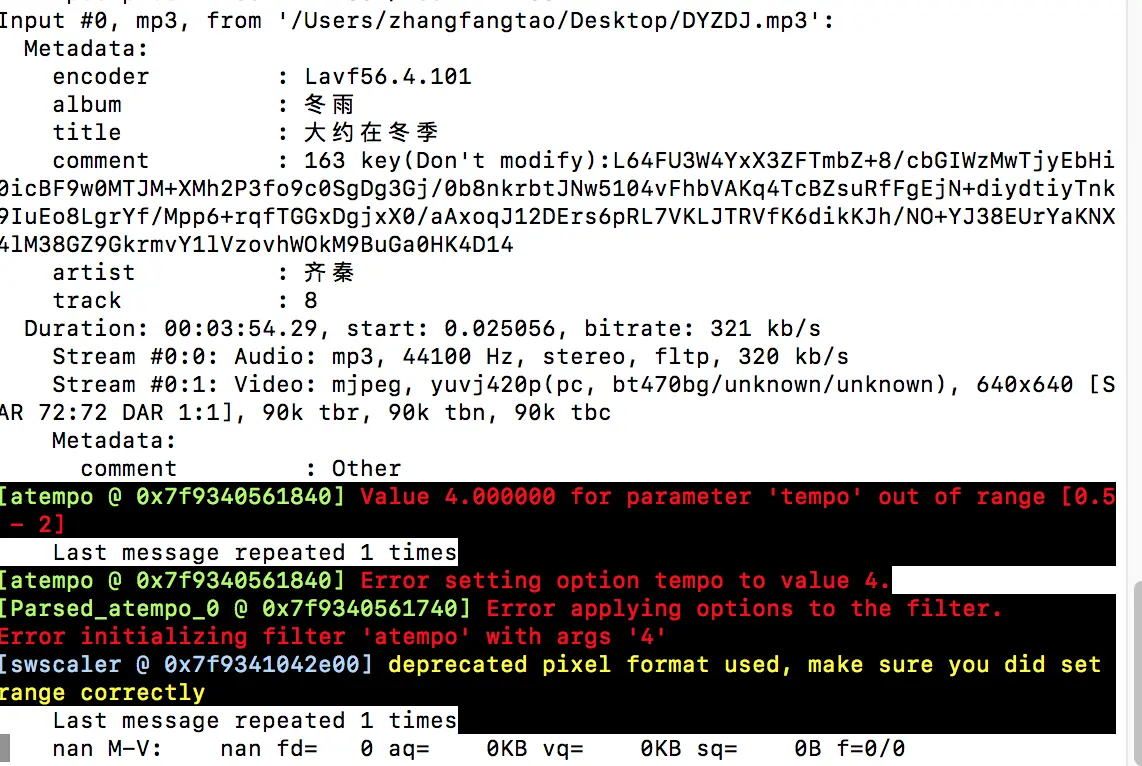 Input #0, mp3, from '/Users/zhangfangtao/Desktop/DYZDJ.mp3':
  Metadata:
    encoder         : Lavf56.4.101
    album           : 冬雨
    title           : 大约在冬季
    comment         : 163 key(Don't modify):L64FU3W4YxX3ZFTmbZ+8/cbGIWzMwTjyEbHi
0icBF9w0MTJM+XMh2P3fo9c0SgDg3Gj/0b8nkrbtJNw5104vFhbVAKq4TcBZsuRfFgEjN+diydtiyTnk
9IuEo8LgrYf/Mpp6+rqfTGGxDgjxX0/aAxoqJ12DErs6pRL7VKLJTRVfK6dikKJh/NO+YJ38EUrYaKNX
4lM38GZ9GkrmvY1lVzovhWOkM9BuGa0HK4D14
    artist          : 齐秦
    track           : 8
  Duration: 00:03:54.29, start: 0.025056, bitrate: 321 kb/s
    Stream #0:0: Audio: mp3, 44100 Hz, stereo, fltp, 320 kb/s
    Stream #0:1: Video: mjpeg, yuvj420p(pc, bt470bg/unknown/unknown), 640x640 [S
AR 72:72 DAR 1:1], 90k tbr, 90k tbn, 90k tbc
    Metadata:
      comment         : Other
[atempo @ 0x7f9340561840] Value 4.000000 for parameter 'tempo' out of range [0.5
 - 2]
    Last message repeated 1 times
[atempo @ 0x7f9340561840] Error setting option tempo to value 4.
[Parsed_atempo_0 @ 0x7f9340561740] Error applying options to the filter.
Error initializing filter 'atempo' with args '4'
[swscaler @ 0x7f9341042e00] deprecated pixel format used, make sure you did set
range correctly
    Last message repeated 1 times
    nan M-V:    nan fd=   0 aq=    0KB vq=    0KB sq=    0B f=0/0